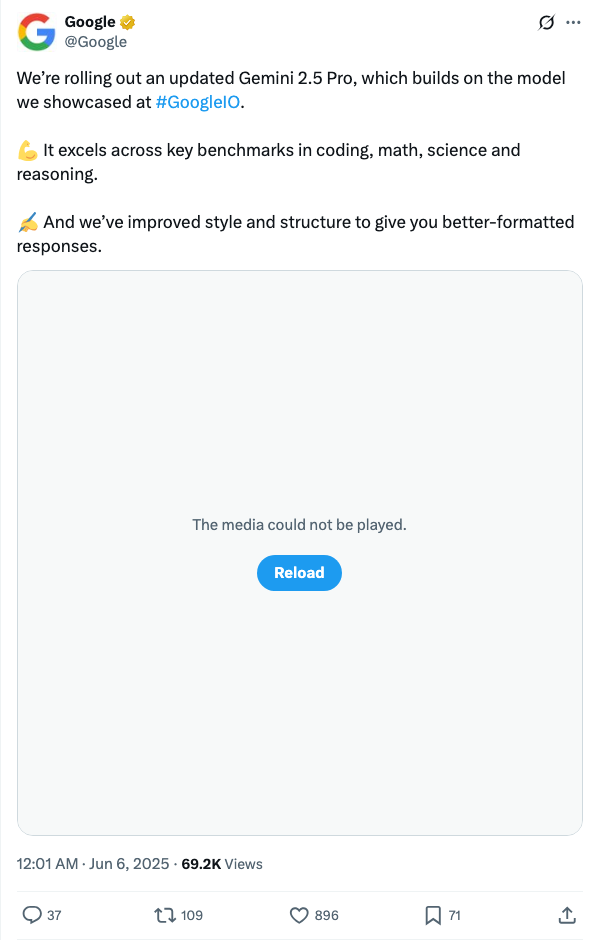 Google
@Google
We’re rolling out an updated Gemini 2.5 Pro, which builds on the model
we showcased at #GoogleIO.
💪 It excels across key benchmarks in coding, math, science and
reasoning.
✍️ And we’ve improved style and structure to give you better-formatted
responses.
The media could not be played.
Reload
12:01 AM · Jun 6, 2025 · 69.2K Views
37 109 896 71